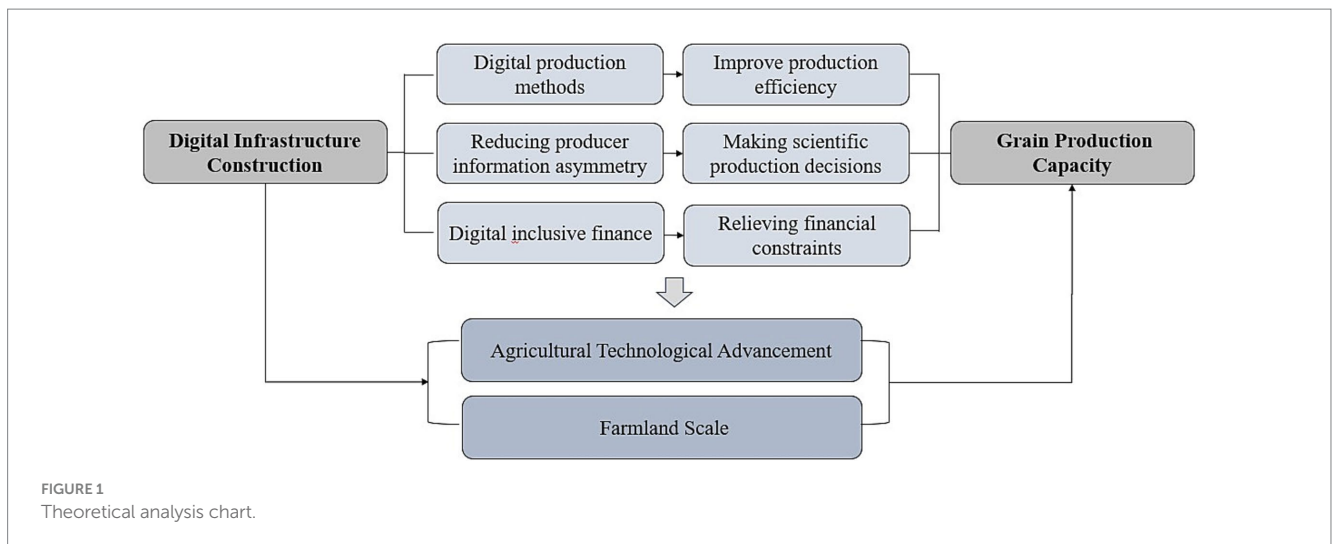 Digital production
methods
Improve production
efficiency
Digital Infrastructure
Construction
Reducing producer
information asymmetry
Making scientific
production decisions
Grain Production
Capacity
Digital inclusive finance
Relieving financial
constraints
Agricultural Technological Advancement
Farmland Scale
FIGURE 1
Theoretical analysis chart.